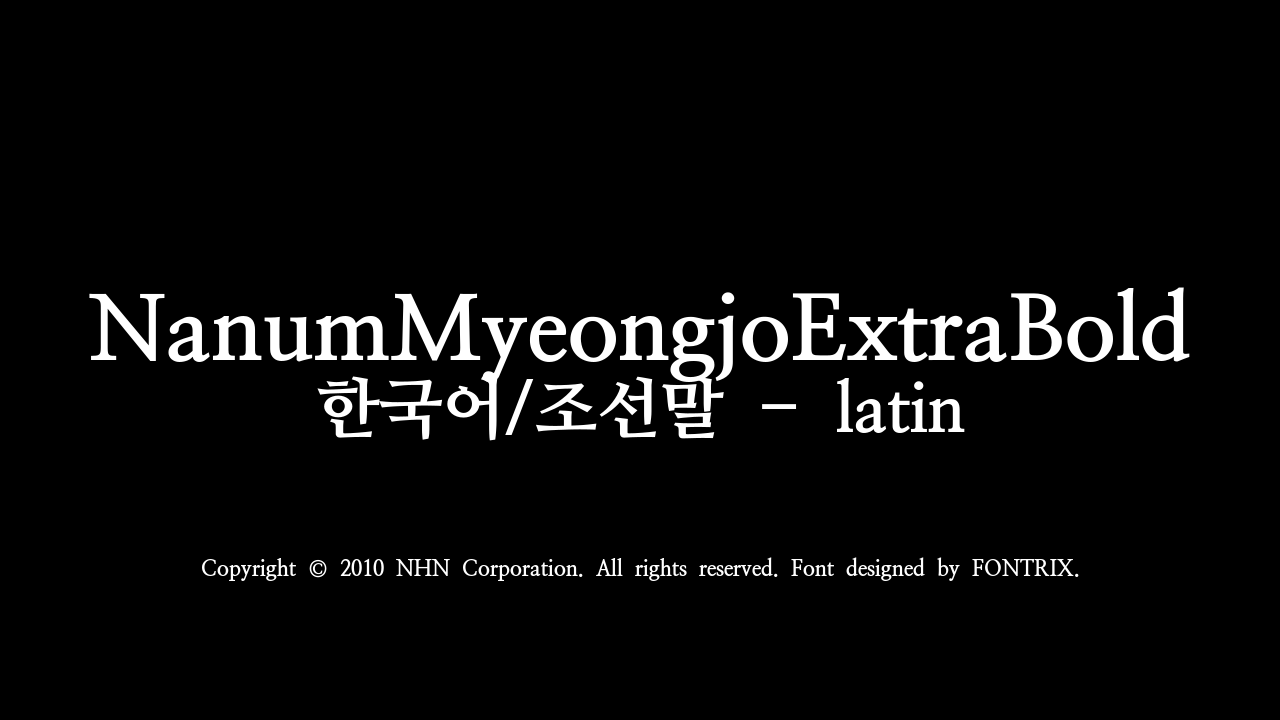 NanumMyeongjoExtraBold
한국어/조선말 - latin
Copyright © 2010 NHN Corporation. All rights reserved. Font designed by FONTRIX.